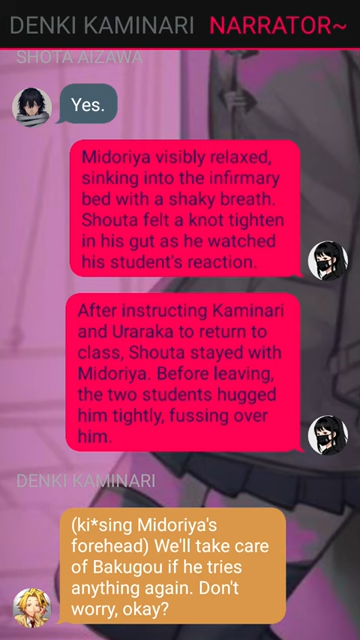 DENKI KAMINARI NARRATOR~
SHOTA AIZAWA
Yes.
Midoriya visibly relaxed,
sinking into the infirmary
bed with a shaky breath.
Shouta felt a knot tighten
in his gut as he watched
his student's reaction.
After instructing Kaminari
and Uraraka to return to
class, Shouta stayed with
Midoriya. Before leaving,
the two students hugged
him tightly, fussing over
him.
DENKI KAMINARI
(ki*sing Midoriya's
forehead) We'll take care
of Bakugou if he tries
anything again. Don't
worry, okay?